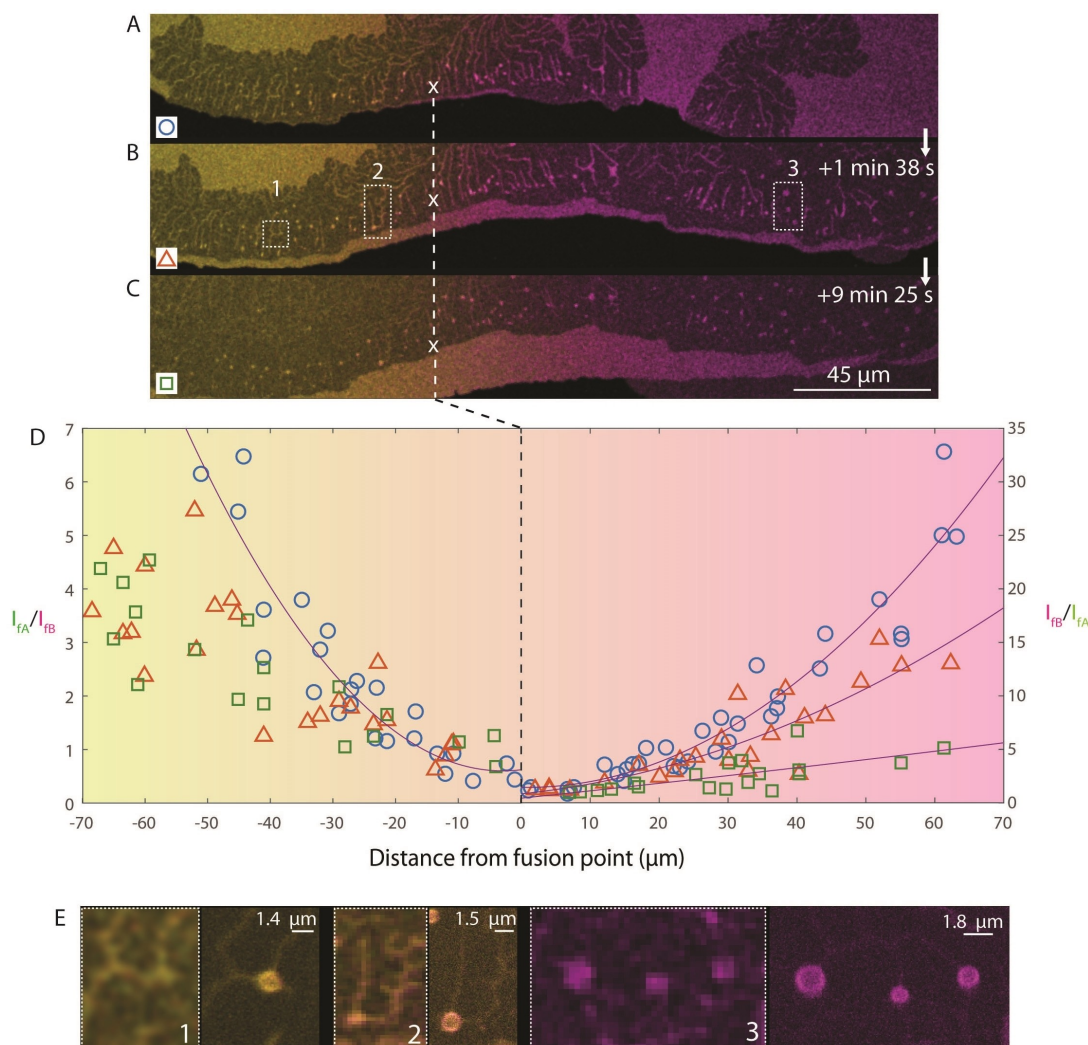 A
x
B
+1 min 38 s
1
2
3
x
C
+9 min 25 s
x
45 µm
D
7
6
5
4
3
2
1
0
35
30
25
20
15
10
5
0
IfA/IfB
IfB/IfA
-70 -60 -50 -40 -30 -20 -10 0 10 20 30 40 50 60 70
Distance from fusion point (µm)
E
1.4 µm
1.5 µm
1.8 µm
1
2
3